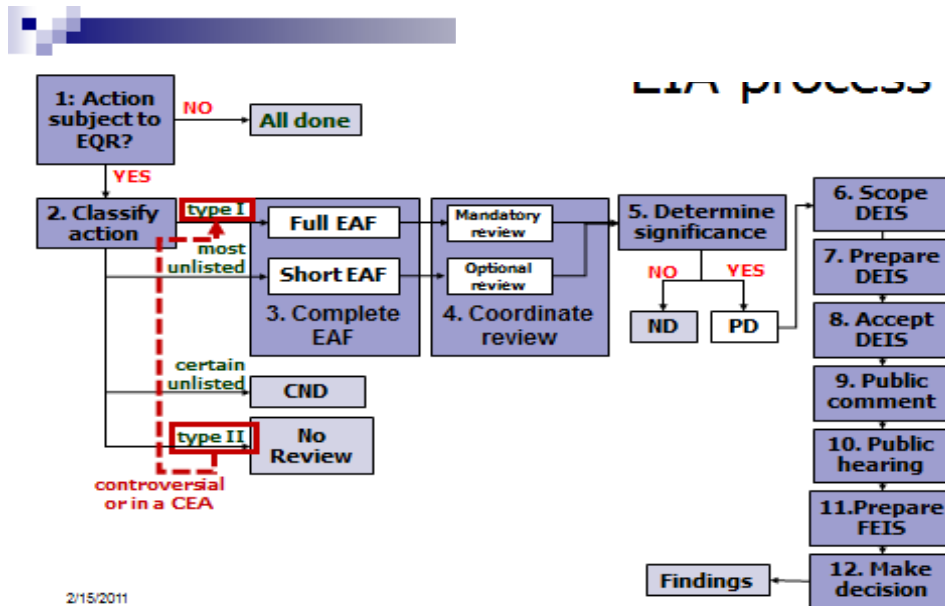 EIA process
1: Action
subject to
EQR?
NO
All done
YES
2. Classify
action
type I
most
unlisted
Full EAF
Short EAF
3. Complete
EAF
Mandatory
review
Optional
review
4. Coordinate
review
5. Determine
significance
NO
YES
ND
PD
6. Scope
DEIS
7. Prepare
DEIS
8. Accept
DEIS
9. Public
comment
10. Public
hearing
11.Prepare
FEIS
12. Make
decision
Findings
certain
unlisted
CND
type II
No
Review
controversial
or in a CEA
2/15/2011